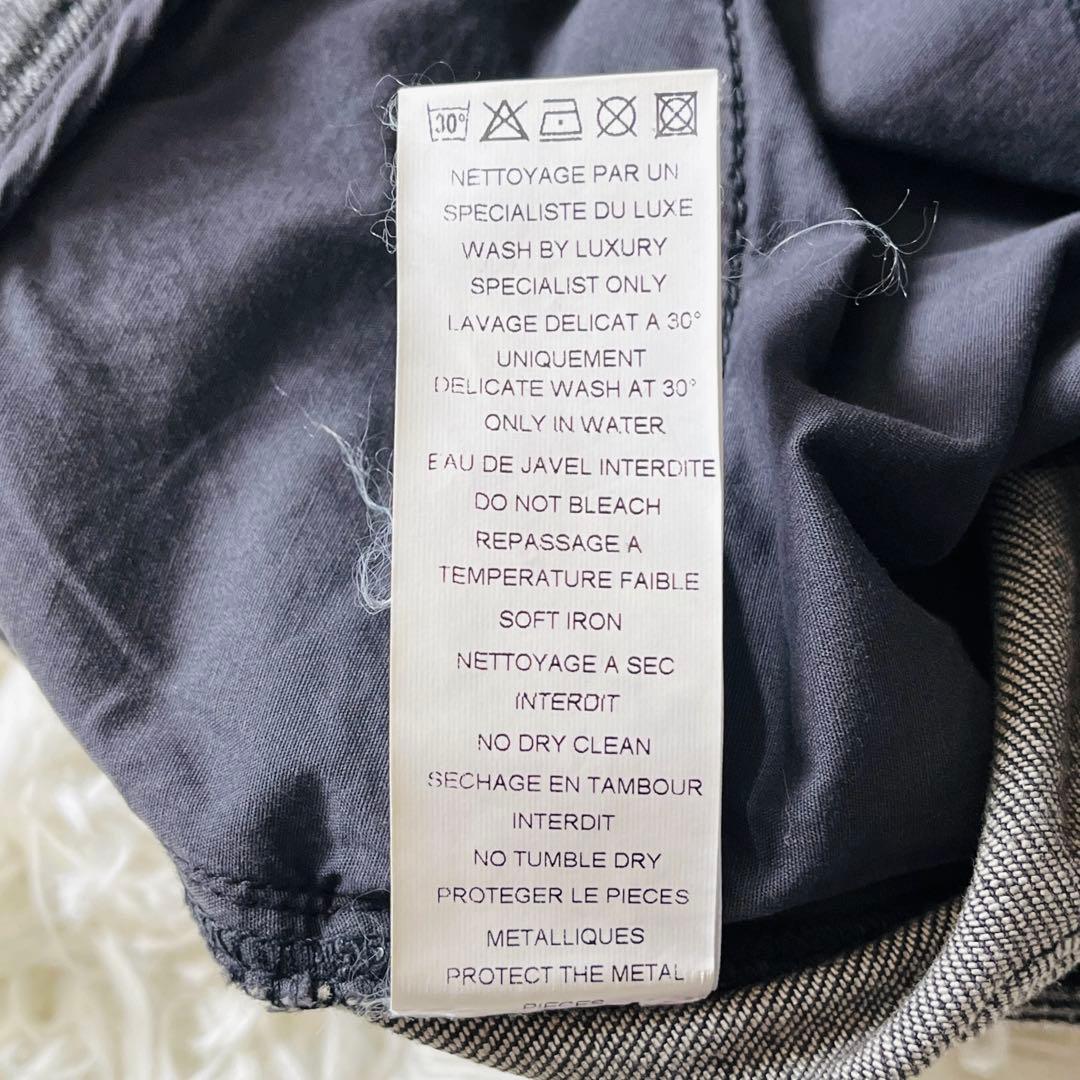 30°
NETTOYAGE PAR UN
SPECIALISTE DU LUXE
WASH BY LUXURY
SPECIALIST ONLY
LAVAGE DELICAT A 30°
UNIQUEMENT
DELICATE WASH AT 30°
ONLY IN WATER
EAU DE JAVEL INTERDITE
DO NOT BLEACH
REPASSAGE A
TEMPERATURE FAIBLE
SOFT IRON
NETTOYAGE A SEC
INTERDIT
NO DRY CLEAN
SECHAGE EN TAMBOUR
INTERDIT
NO TUMBLE DRY
PROTEGER LE PIECES
METALLIQUES
PROTECT THE METAL
PIECES